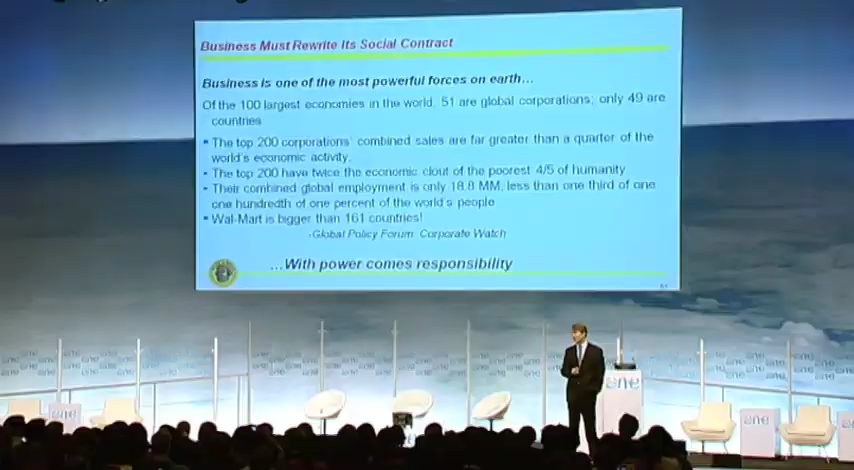 Business Must Rewrite Its Social Contract
Business is one of the most powerful forces on earth…
Of the 100 largest economies in the world, 51 are global corporations; only 49 are
countries
The top 200 corporations' combined sales are far greater than a quarter of the
world's economic activity.
The top 200 have twice the economic clout of the poorest 4/5 of humanity
Their combined global employment is only 18.8 MM, less than one third of one
one hundredth of one percent of the world's people
Wal-Mart is bigger than 161 countries!
-Global Policy Forum: Corporate Watch
…With power comes responsibility
one
one